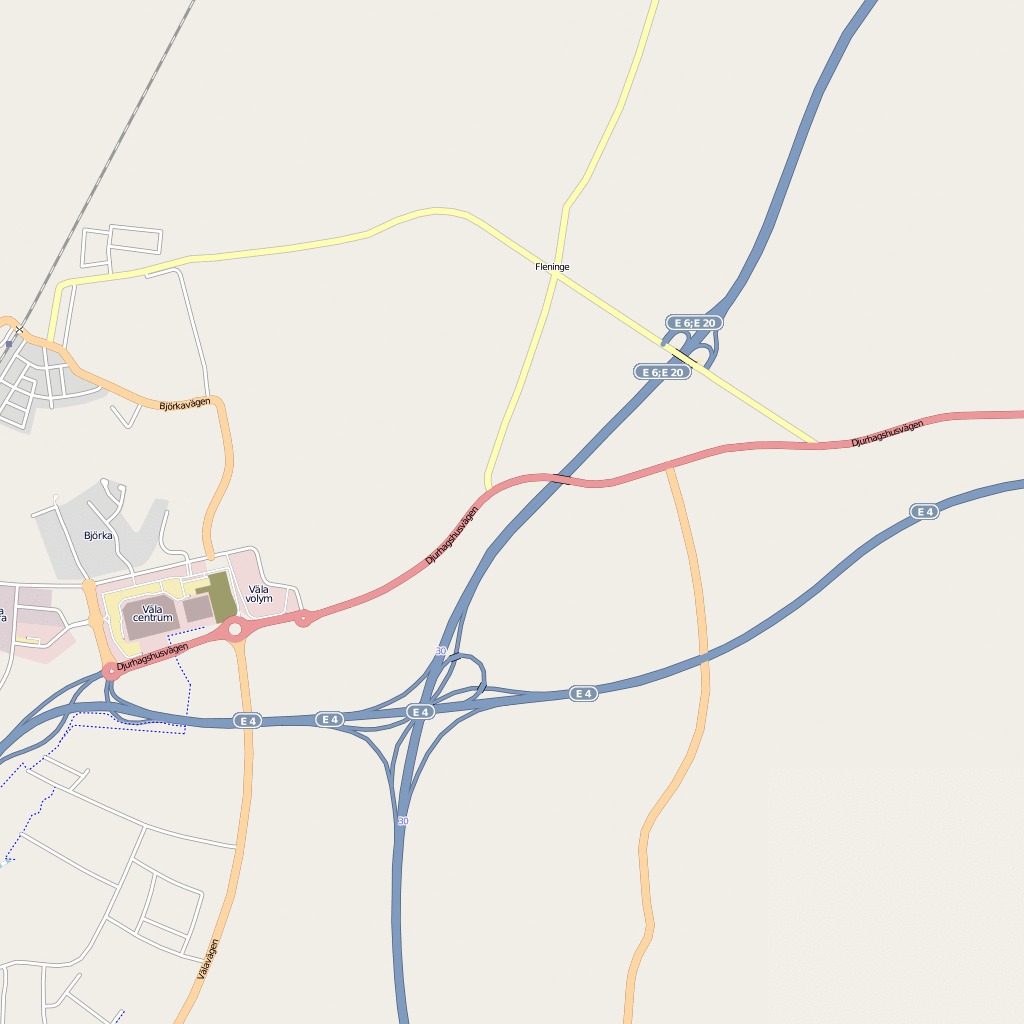 Fleninge
E 6;E 20
E 6;E 20
Björkavägen
Djurhagshusvägen
E 4
Djurhagshusvägen
Björka
Väla
volym
Väla
centrum
Djurhagshusvägen
30
E 4
E 4
E 4
E 4
30
Välavägen